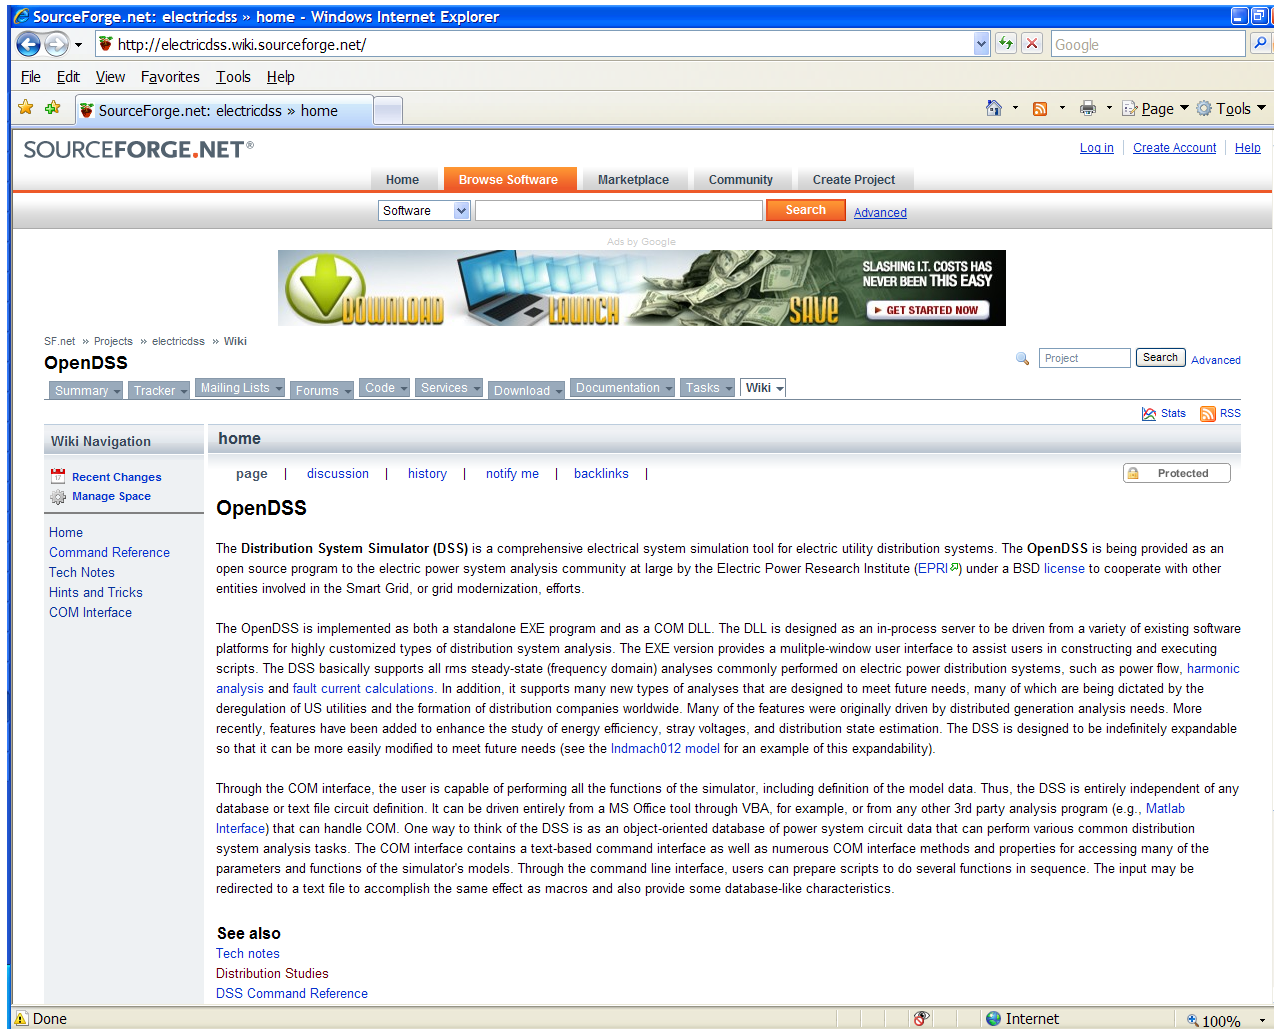 SourceForge.net: electricdss » home - Windows Internet Explorer
http://electricdss.wiki.sourceforge.net/
Google
File Edit View Favorites Tools Help
SourceForge.net: electricdss » home
Page Tools
SOURCEFORGE.NET®
Log in Create Account Help
Home Browse Software Marketplace Community Create Project
Software Search Advanced
Ads by Google
DOWNLOAD LAUNCH SAVE
SLASHING I.T. COSTS HAS
NEVER BEEN THIS EASY
GET STARTED NOW
SF.net » Projects » electricdss » Wiki
OpenDSS
Project Search Advanced
Summary Tracker Mailing Lists Forums Code Services Download Documentation Tasks Wiki
Stats RSS
Wiki Navigation
17
Recent Changes
Manage Space
Home
Command Reference
Tech Notes
Hints and Tricks
COM Interface
home
page | discussion | history | notify me | backlinks |
Protected
OpenDSS
The Distribution System Simulator (DSS) is a comprehensive electrical system simulation tool for electric utility distribution systems. The OpenDSS is being provided as an
open source program to the electric power system analysis community at large by the Electric Power Research Institute (EPRI) under a BSD license to cooperate with other
entities involved in the Smart Grid, or grid modernization, efforts.
The OpenDSS is implemented as both a standalone EXE program and as a COM DLL. The DLL is designed as an in-process server to be driven from a variety of existing software
platforms for highly customized types of distribution system analysis. The EXE version provides a mulitple-window user interface to assist users in constructing and executing
scripts. The DSS basically supports all rms steady-state (frequency domain) analyses commonly performed on electric power distribution systems, such as power flow, harmonic
analysis and fault current calculations. In addition, it supports many new types of analyses that are designed to meet future needs, many of which are being dictated by the
deregulation of US utilities and the formation of distribution companies worldwide. Many of the features were originally driven by distributed generation analysis needs. More
recently, features have been added to enhance the study of energy efficiency, stray voltages, and distribution state estimation. The DSS is designed to be indefinitely expandable
so that it can be more easily modified to meet future needs (see the Indmach012 model for an example of this expandability).
Through the COM interface, the user is capable of performing all the functions of the simulator, including definition of the model data. Thus, the DSS is entirely independent of any
database or text file circuit definition. It can be driven entirely from a MS Office tool through VBA, for example, or from any other 3rd party analysis program (e.g., Matlab
Interface) that can handle COM. One way to think of the DSS is as an object-oriented database of power system circuit data that can perform various common distribution
system analysis tasks. The COM interface contains a text-based command interface as well as numerous COM interface methods and properties for accessing many of the
parameters and functions of the simulator's models. Through the command line interface, users can prepare scripts to do several functions in sequence. The input may be
redirected to a text file to accomplish the same effect as macros and also provide some database-like characteristics.
See also
Tech notes
Distribution Studies
DSS Command Reference
Done
Internet
100%